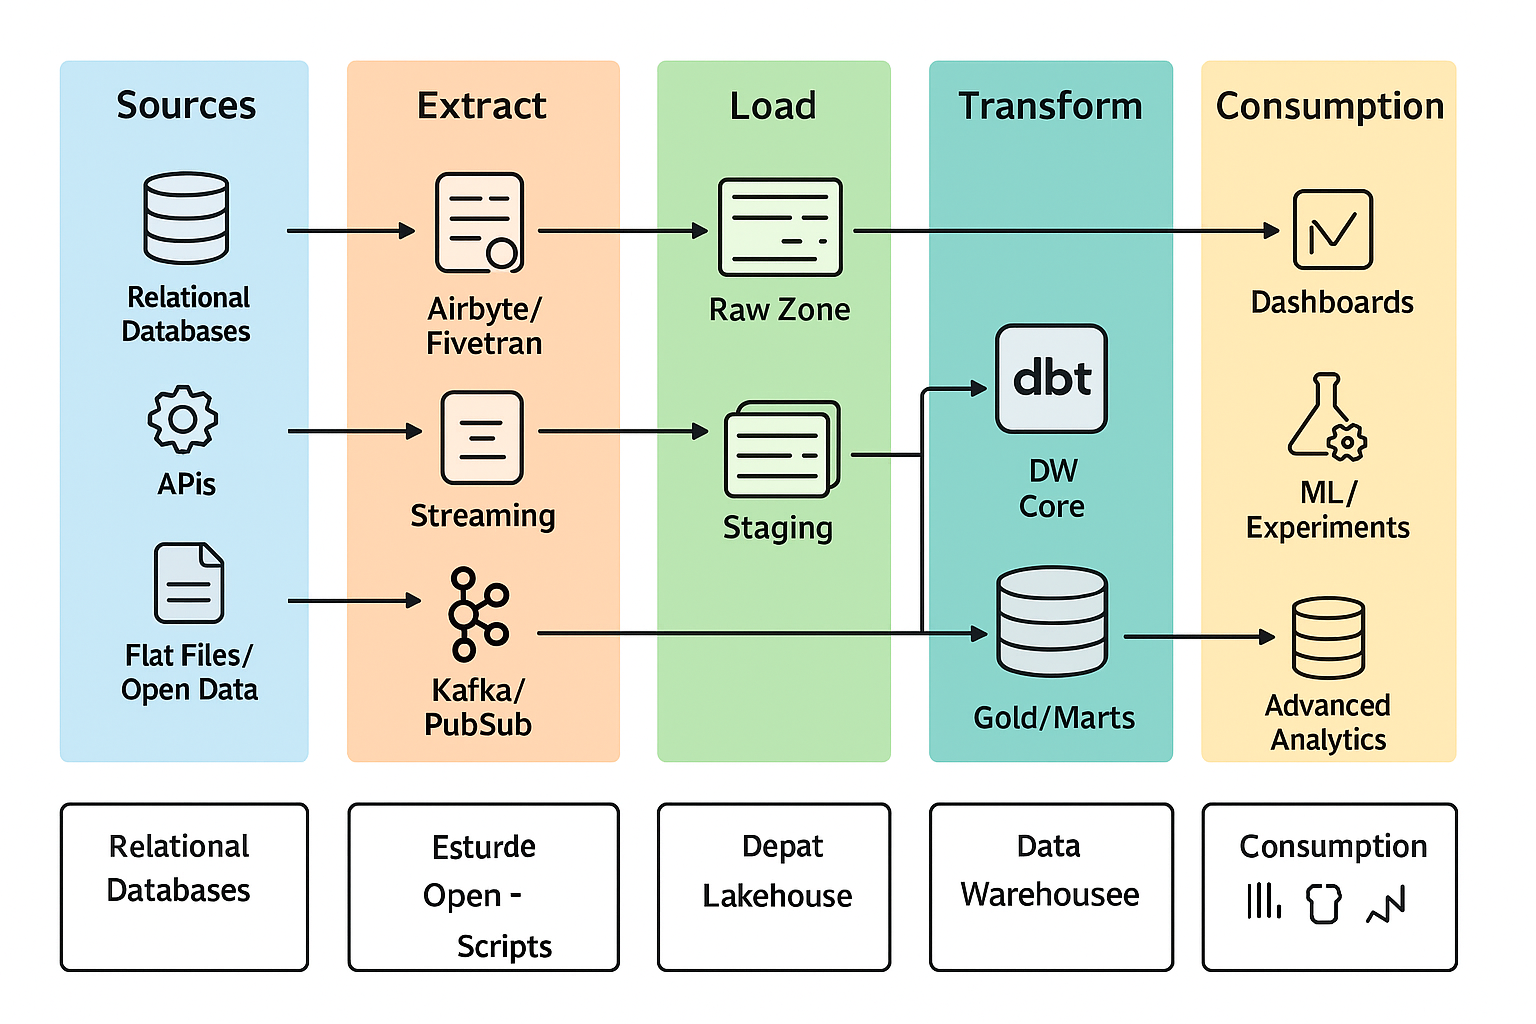 Sources
Relational
Databases
APis
Flat Files/
Open Data
Extract
Airbyte/
Fivetran
Streaming
Kafka/
PubSub
Load
Raw Zone
Staging
Transform
dbt
DW
Core
Gold/Marts
Consumption
Dashboards
ML/
Experiments
Advanced
Analytics
Relational
Databases
Esturde
Open -
Scripts
Depat
Lakehouse
Data
Warehousee
Consumption